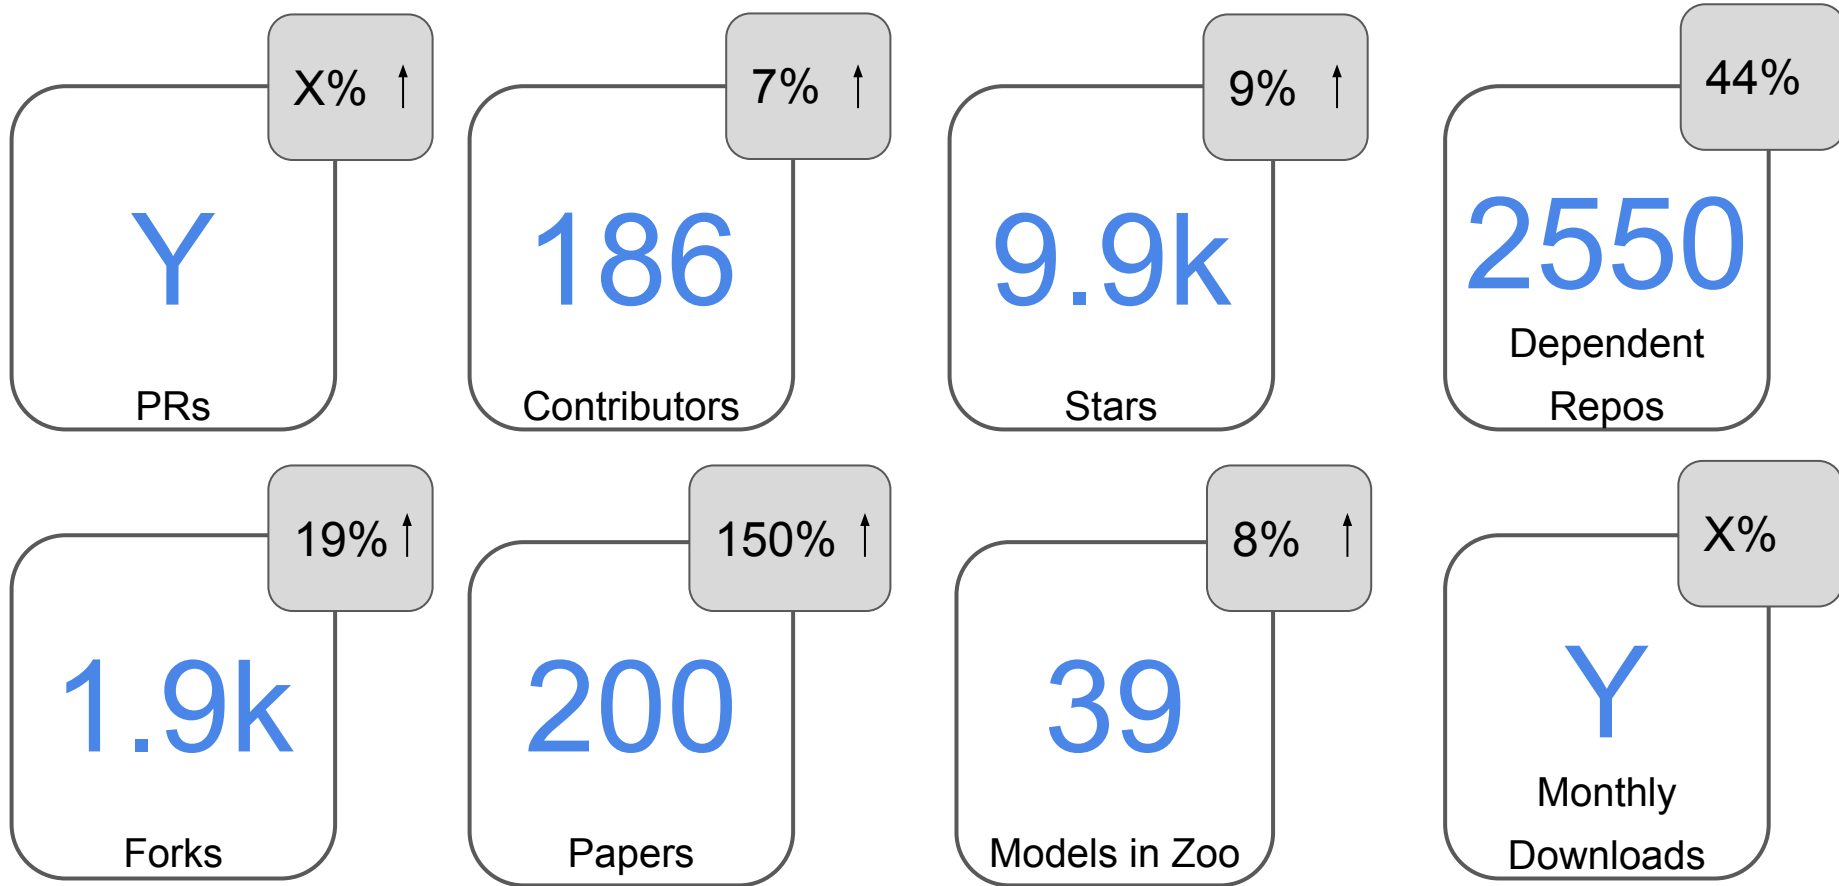 X% ↑
Y
PRs
7% ↑
186
Contributors
9% ↑
9.9k
Stars
44%
2550
Dependent
Repos
19% ↑
1.9k
Forks
150% ↑
200
Papers
8% ↑
39
Models in Zoo
X%
Y
Monthly
Downloads